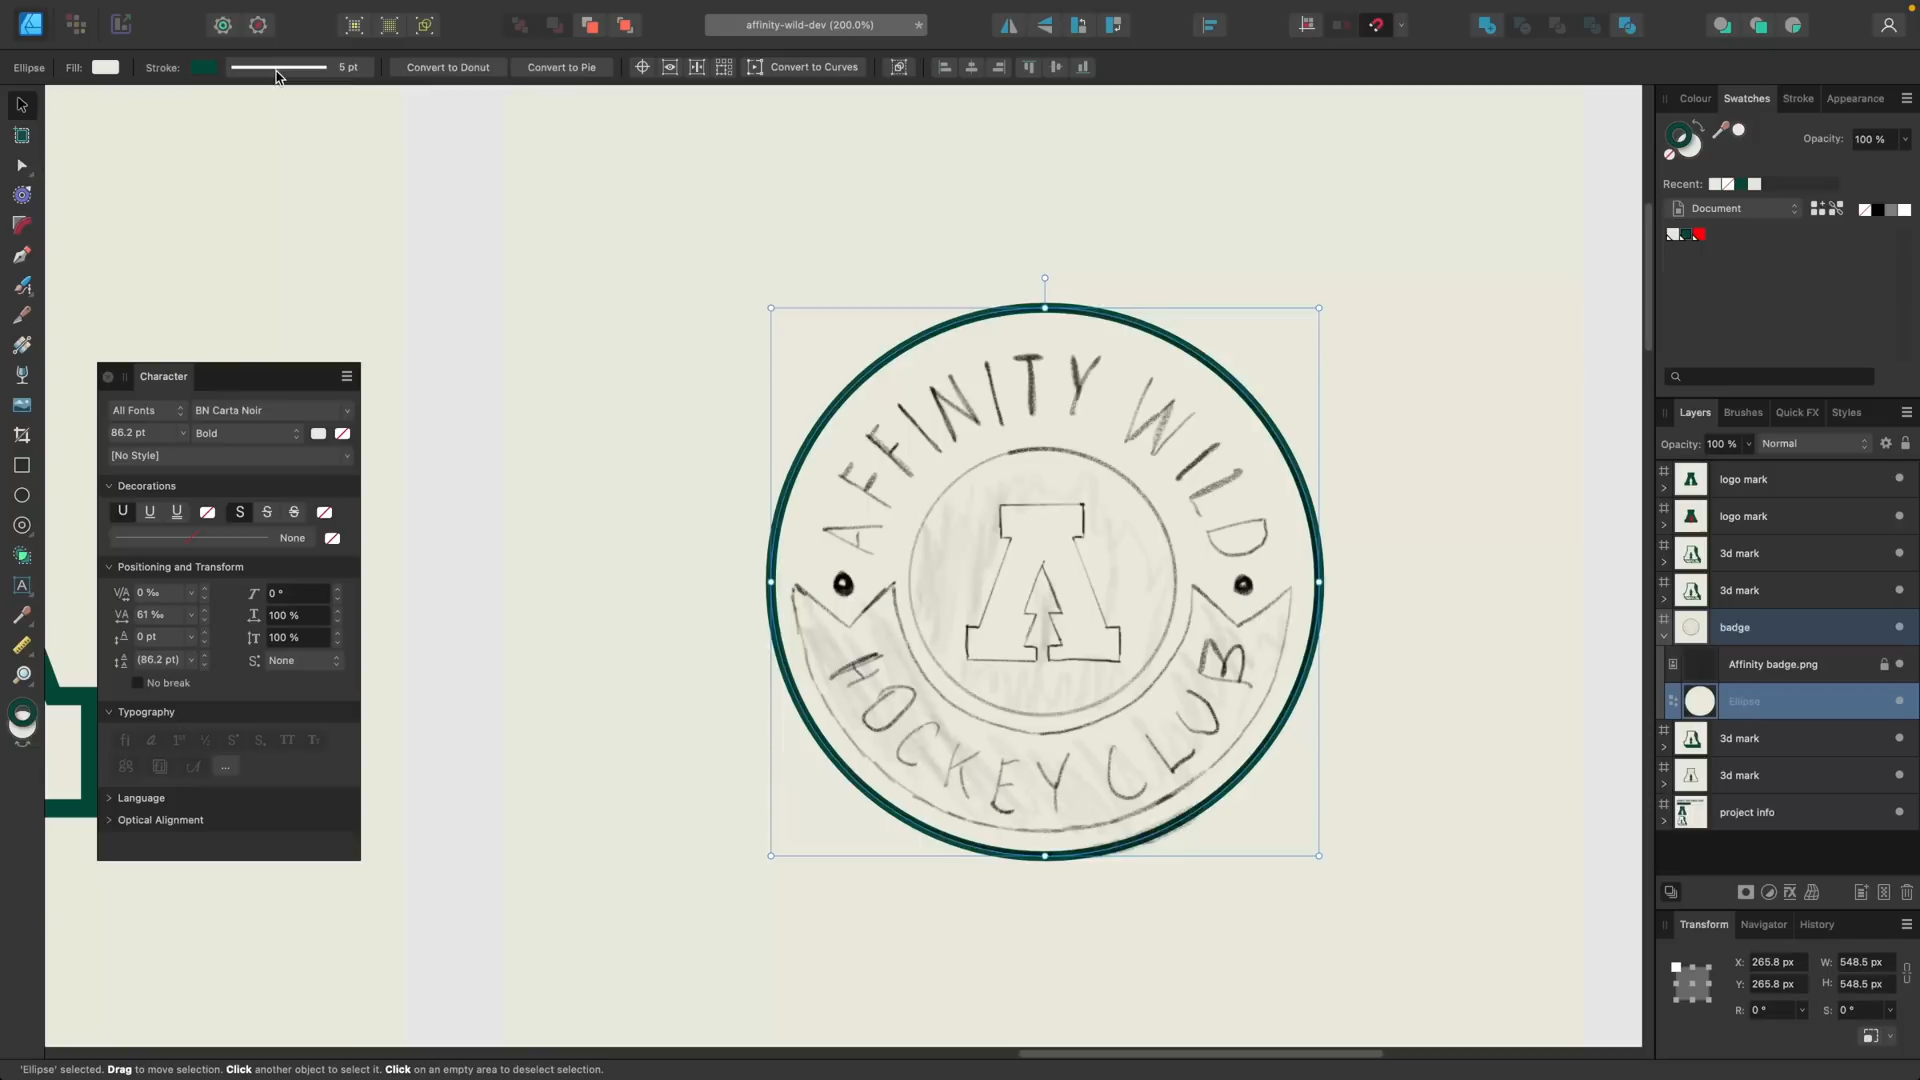 affinity-wild-dev (200.0%)
*
Ellipse
Fill:
Stroke:
5 pt
Convert to Donut
Convert to Pie
Convert to Curves
Character
All Fonts
BN Carta Noir
86.2 pt
Bold
[No Style]
Decorations
U U U S S S
None
Positioning and Transform
0 ‰
0 °
61 ‰
100 %
0 pt
100 %
(86.2 pt)
None
No break
Typography
Language
Optical Alignment
AFFINITY WILD
A
HOCKEY CLUB
Colour
Swatches
Stroke
Appearance
Opacity:
100 %
Recent:
Document
Layers
Brushes
Quick FX
Styles
Opacity:
100 %
Normal
logo mark
logo mark
3d mark
3d mark
badge
Affinity badge.png
Ellipse
3d mark
3d mark
project info
Transform
Navigator
History
X: 265.8 px
W: 548.5 px
Y: 265.8 px
H: 548.5 px
R: 0 °
S: 0 °
'Ellipse' selected. Drag to move selection. Click another object to select it. Click on an empty area to deselect selection.